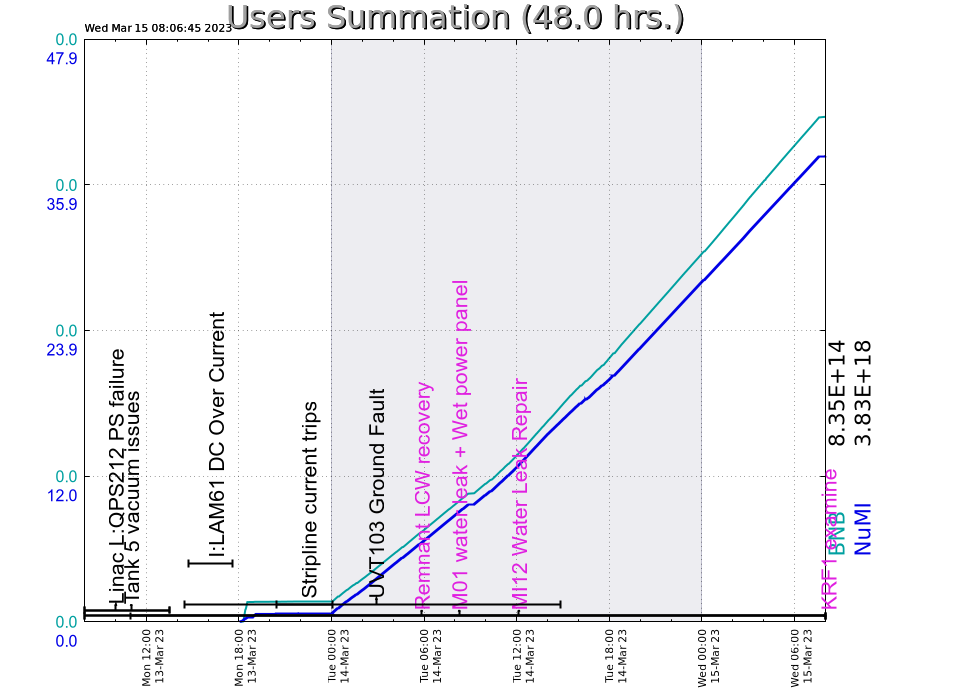 Users Summation (48.0 hrs.)
Wed Mar 15 08:06:45 2023
0.0
47.9
0.0
35.9
0.0
23.9
0.0
12.0
0.0
0.0
Linac L:QPS212 PS failure
Tank 5 vacuum issues
I:LAM61 DC Over Current
Stripline current trips
Remnant LCW recovery
M01 water leak + Wet power panel
MI12 Water Leak Repair
KRF1 examine
BNB
8.35E+14
NuMI
3.83E+18
Mon 12:00
13-Mar 23
Mon 18:00
13-Mar 23
Tue 00:00
14-Mar 23
Tue 06:00
14-Mar 23
Tue 12:00
14-Mar 23
Tue 18:00
14-Mar 23
Wed 00:00
15-Mar 23
Wed 06:00
15-Mar 23